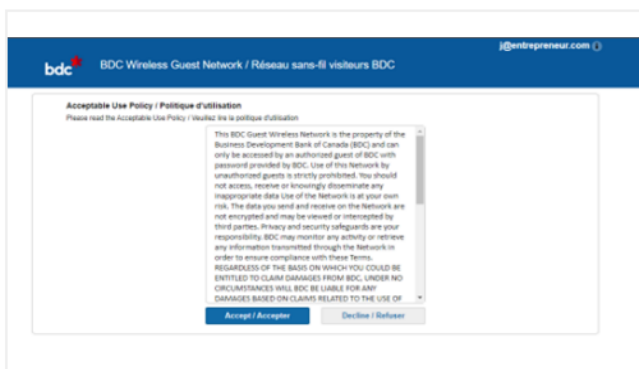 j@entrepreneur.com
bdc
BDC Wireless Guest Network / Réseau sans-fil visiteurs BDC
Acceptable Use Policy / Politique d'utilisation
Please read the Acceptable Use Policy / Veuillez lire la politique d'utilisation
This BDC Guest Wireless Network is the property of the
Business Development Bank of Canada (BDC) and can
only be accessed by an authorized guest of BDC with
password provided by BDC. Use of this Network by
unauthorized guests is strictly prohibited. You should
not access, receive or knowingly disseminate any
inappropriate data Use of the Network is at your own
risk. The data you send and receive on the Network are
not encrypted and may be viewed or intercepted by
third parties. Privacy and security safeguards are your
responsibility. BDC may monitor any activity or retrieve
any information transmitted through the Network in
order to ensure compliance with these Terms.
REGARDLESS OF THE BASIS ON WHICH YOU COULD BE
ENTITLED TO CLAIM DAMAGES FROM BDC, UNDER NO
CIRCUMSTANCES WILL BDC BE LIABLE FOR ANY
DAMAGES BASED ON CLAIMS RELATED TO THE USE OF
Accept / Accepter
Decline / Refuser